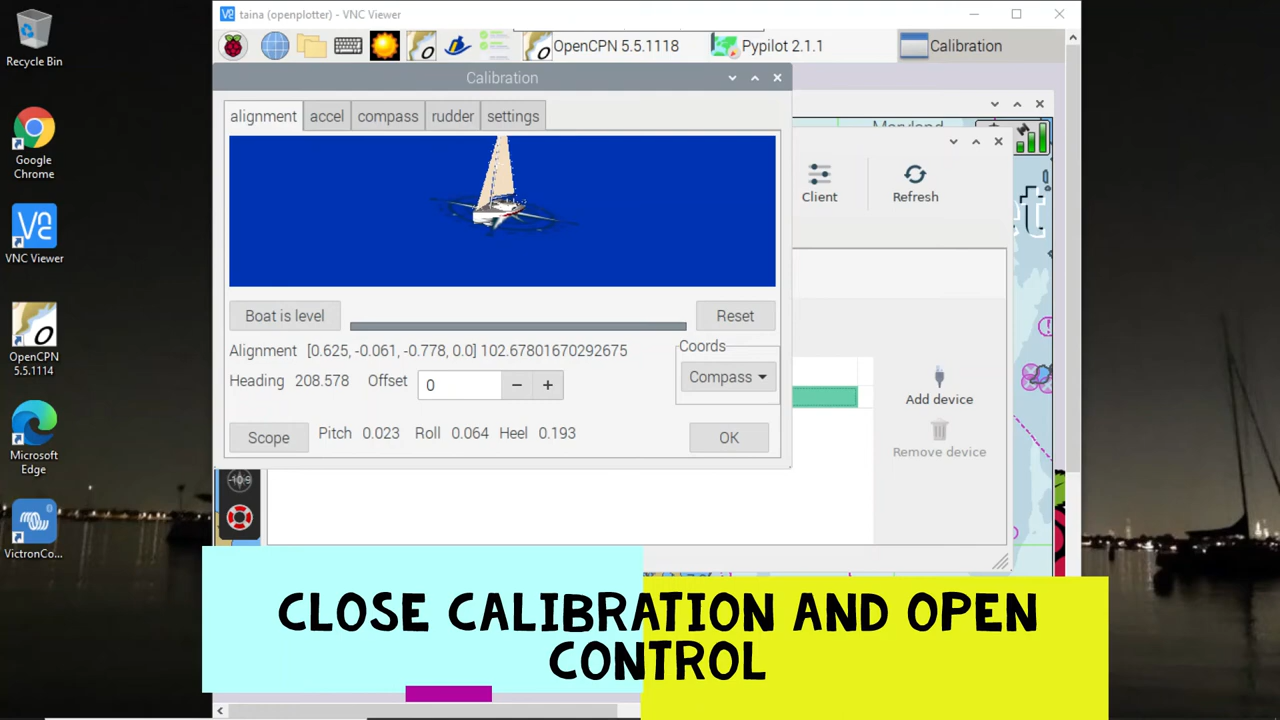 taina (openplotter) - VNC Viewer
OpenCPN 5.5.1118
Pypilot 2.1.1
Calibration
Calibration
alignment
accel
compass
rudder
settings
Maryland
Client
Refresh
Boat is level
Reset
Alignment [0.625, -0.061, -0.778, 0.0] 102.67801670292675
Coords
Heading 208.578 Offset 0
Compass
Scope
Pitch 0.023 Roll 0.064 Heel 0.193
OK
Add device
Remove device
-10.9
Recycle Bin
Google
Chrome
VNC Viewer
OpenCPN
5.5.1114
Microsoft
Edge
VictronCo...
CLOSE CALIBRATION AND OPEN
CONTROL